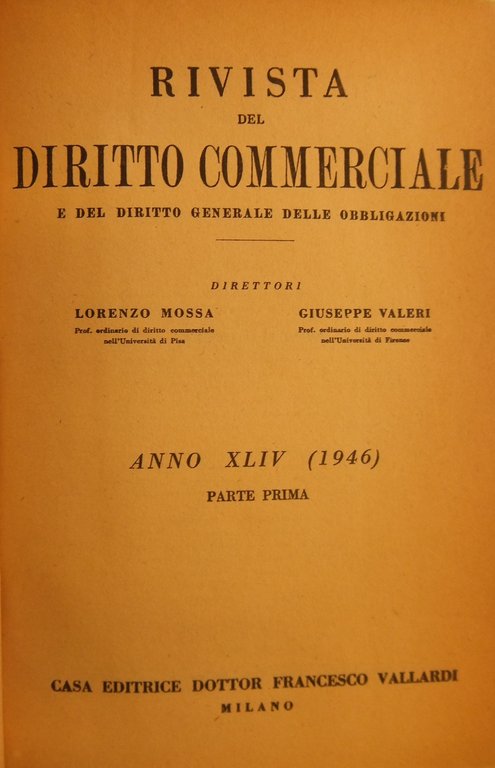 RIVISTA
DEL
DIRITTO COMMERCIALE
E DEL DIRITTO GENERALE DELLE OBBLIGAZIONI
DIRETTORI
LORENZO MOSSA
Prof. ordinario di diritto commerciale
nell'Università di Pisa
GIUSEPPE VALERI
Prof. ordinario di diritto commerciale
nell'Università di Firenze
ANNO XLIV (1946)
PARTE PRIMA
CASA EDITRICE DOTTOR FRANCESCO VALLARDI
MILANO